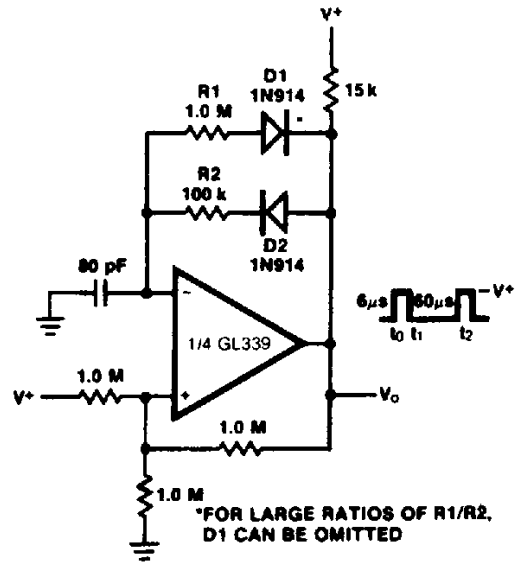 V+
15k
R1
1.0 M
D1
1N914
*
R2
100 k
D2
1N914
80 pF
-
1/4 GL339
+
6μs
60μs
V+
t0
t1
t2
V+
1.0 M
Vo
1.0 M
1.0 M
*FOR LARGE RATIOS OF R1/R2,
D1 CAN BE OMITTED